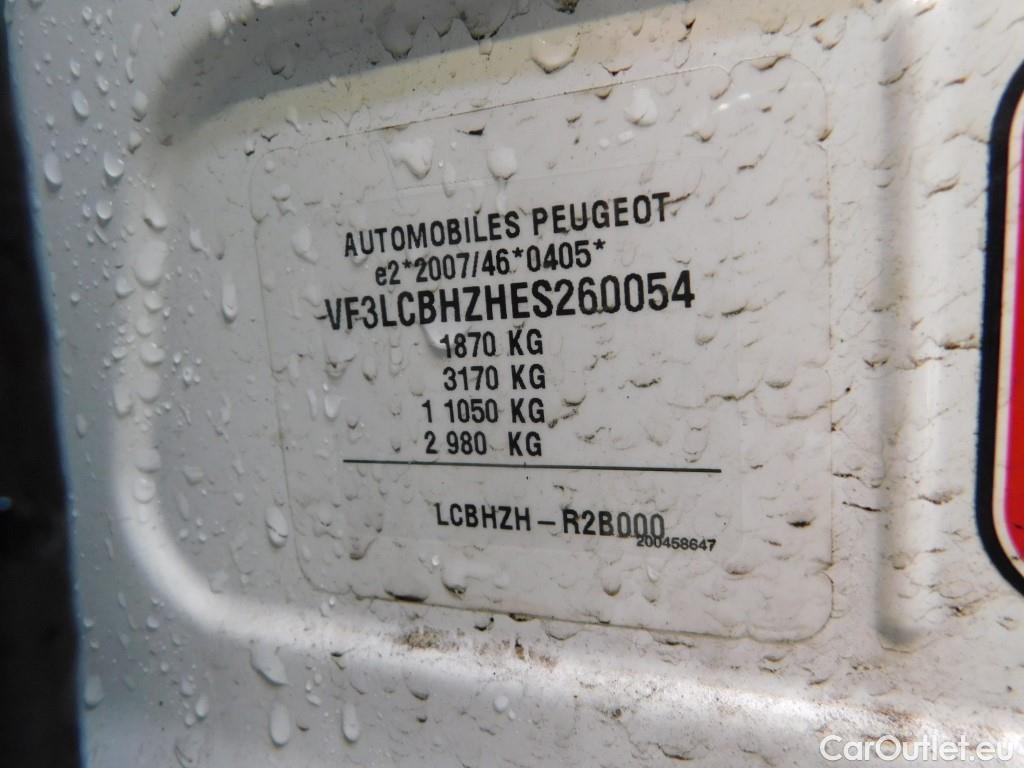 AUTOMOBILES PEUGEOT
e2*2007/46*0405*
VF3LCBHZHES260054
1870 KG
3170 KG
1 1050 KG
2 980 KG
LCBHZH – R2B000
200458647
CarOutlet.eu